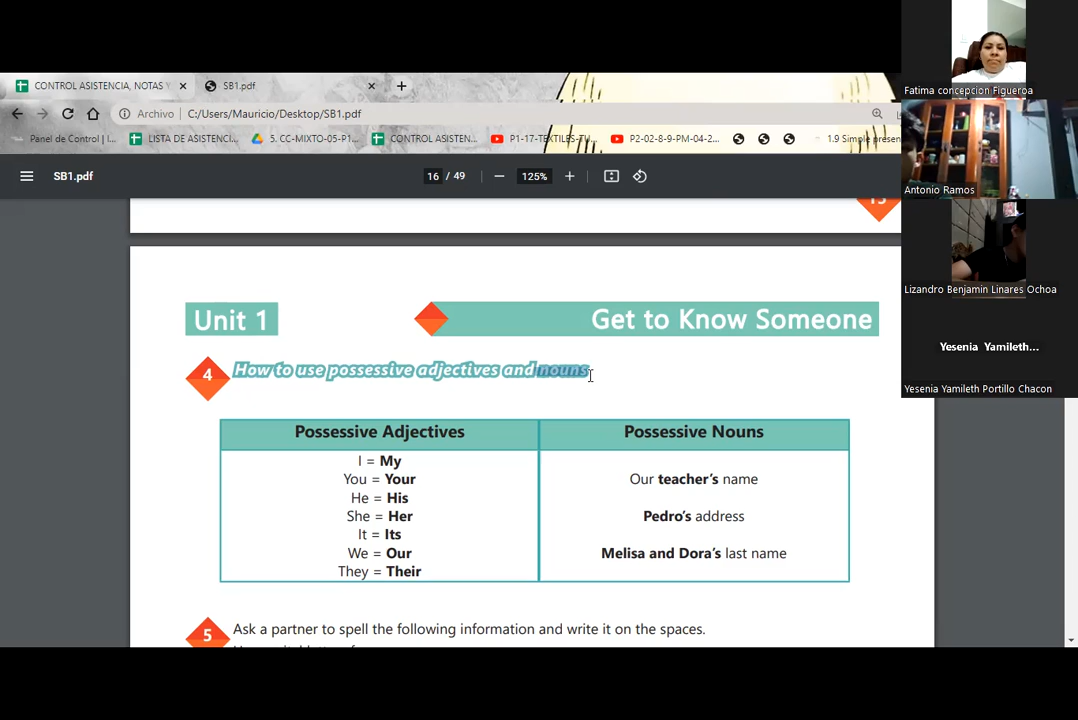 CONTROL ASISTENCIA, NOTAS Y
SB1.pdf
Archivo
C:/Users/Mauricio/Desktop/SB1.pdf
Panel de Control | I...
LISTA DE ASISTENCI...
5. CC-MIXTO-05-P1...
CONTROL ASISTEN...
P1-17-TEXTILES-TU...
P2-02-8-9-PM-04-2...
1.9 Simple presen
SB1.pdf
16 / 49
125%
Unit 1
Get to Know Someone
4
How to use possessive adjectives and nouns
Possessive Adjectives
Possessive Nouns
I = My
You = Your
He = His
She = Her
It = Its
We = Our
They = Their
Our teacher's name
Pedro's address
Melisa and Dora's last name
5
Ask a partner to spell the following information and write it on the spaces.
Fatima concepcion Figueroa
Antonio Ramos
Lizandro Benjamin Linares Ochoa
Yesenia Yamileth...
Yesenia Yamileth Portillo Chacon